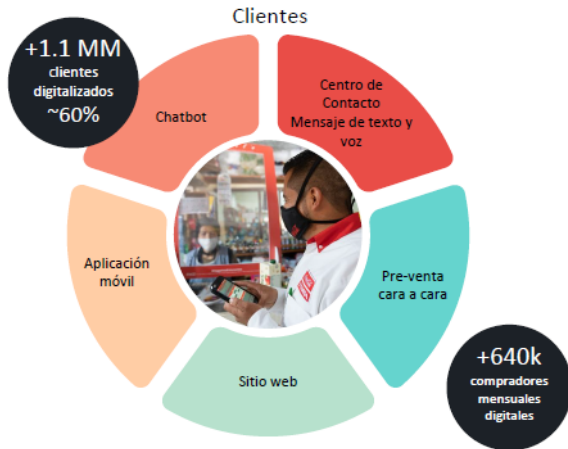 Clientes
+1.1 MM
clientes
digitalizados
~60%
Chatbot
Centro de
Contacto
Mensaje de texto y
voz
Aplicación
móvil
Pre-venta
cara a cara
Sitio web
+640k
compradores
mensuales
digitales